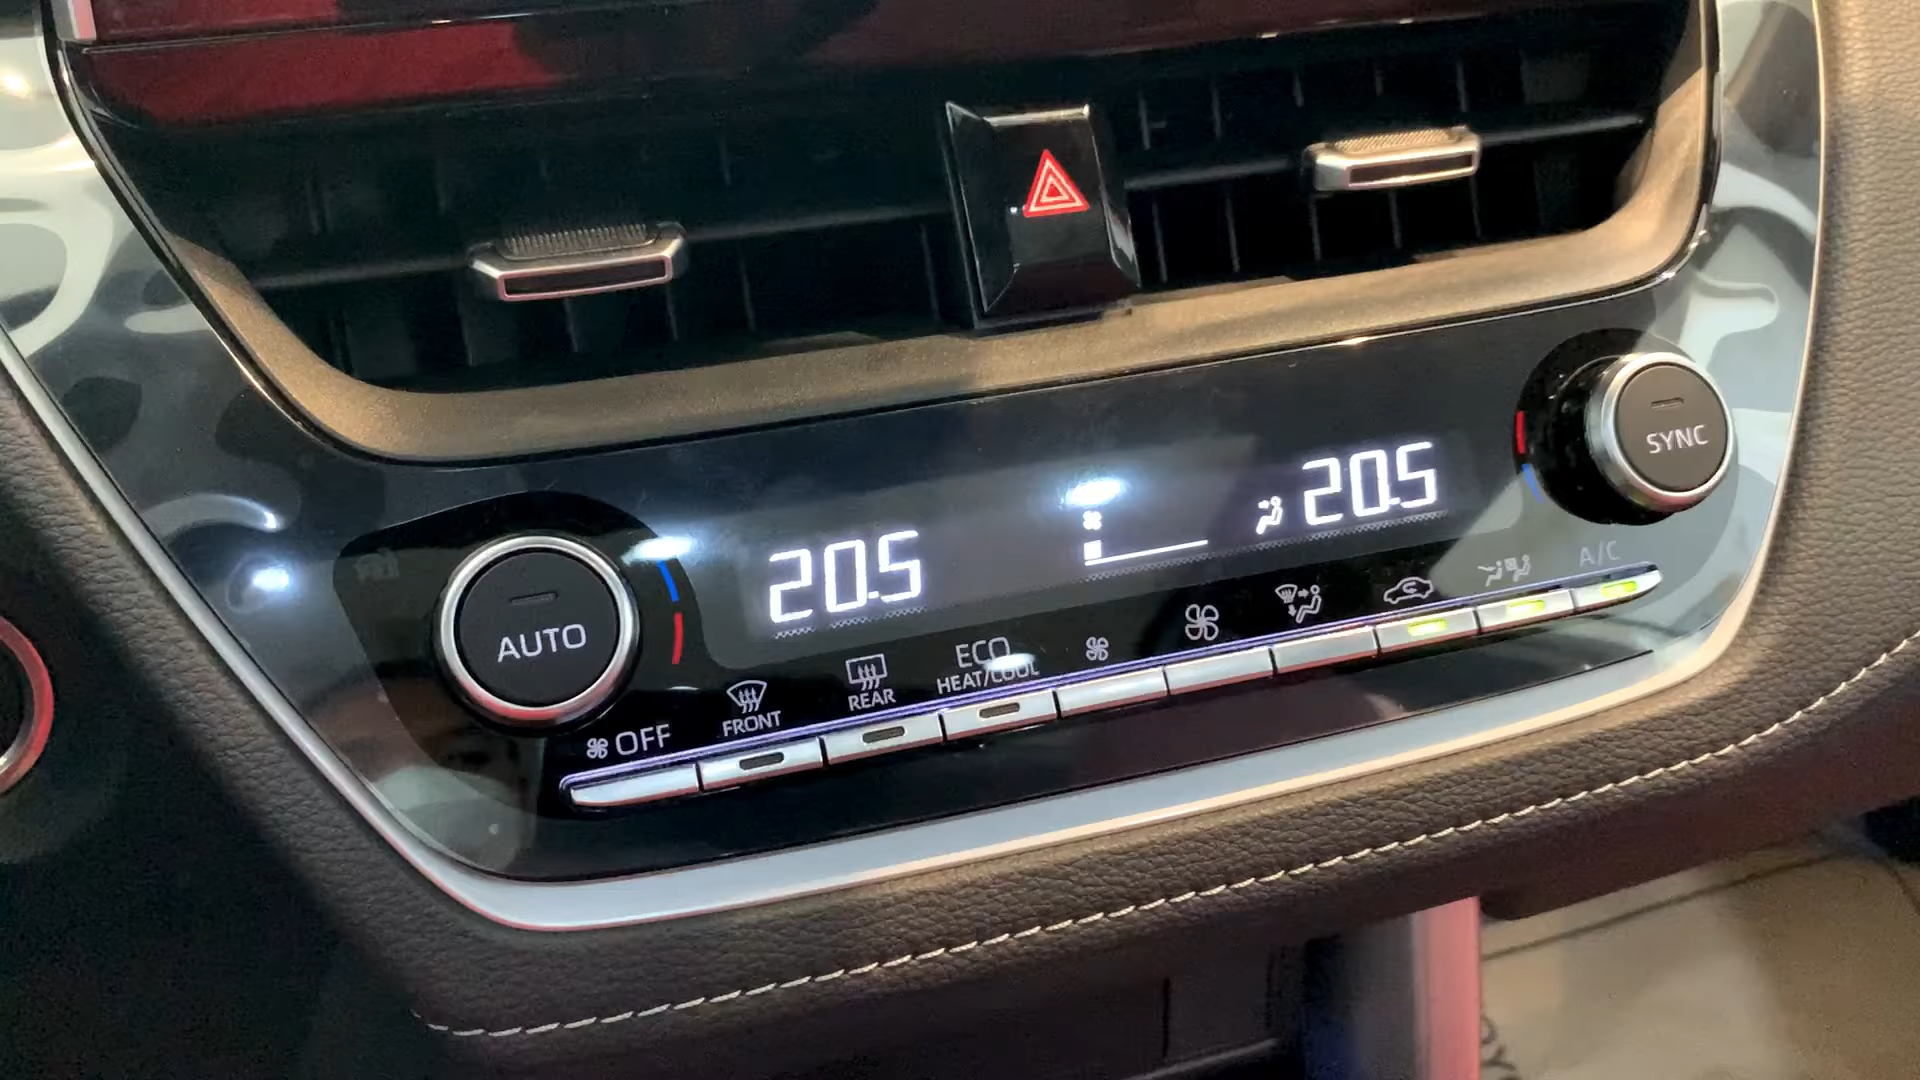 20.5
20.5
SYNC
AUTO
A/C
ECO
HEAT/COOL
REAR
FRONT
OFF